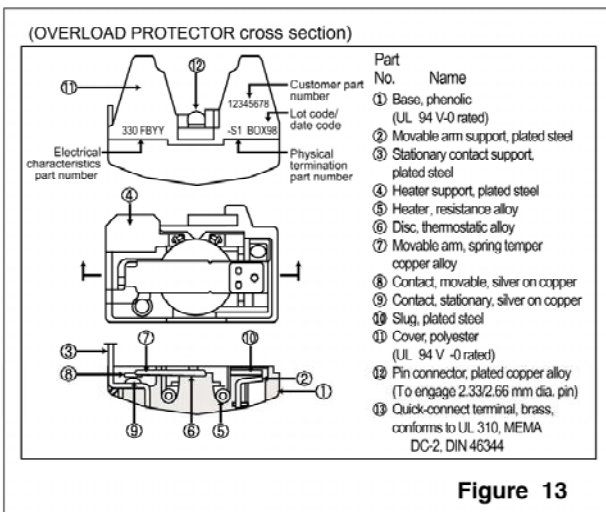 (OVERLOAD PROTECTOR cross section)
⑪
⑫
Customer part
number
12345678
Lot code/
date code
330 FBYY
-S1 BOX98
Electrical
characteristics
part number
Physical
termination
part number
④
③
⑦
⑩
⑧
②
①
⑨
⑥
⑤
Part
No. Name
① Base, phenolic
(UL 94 V-0 rated)
② Movable arm support, plated steel
③ Stationary contact support,
plated steel
④ Heater support, plated steel
⑤ Heater, resistance alloy
⑥ Disc, thermostatic alloy
⑦ Movable arm, spring temper
copper alloy
⑧ Contact, movable, silver on copper
⑨ Contact, stationary, silver on copper
⑩ Slug, plated steel
⑪ Cover, polyester
(UL 94 V -0 rated)
⑫ Pin connector, plated copper alloy
(To engage 2.33/2.66 mm dia. pin)
⑬ Quick-connect terminal, brass,
conforms to UL 310, MEMA
DC-2, DIN 46344
Figure 13